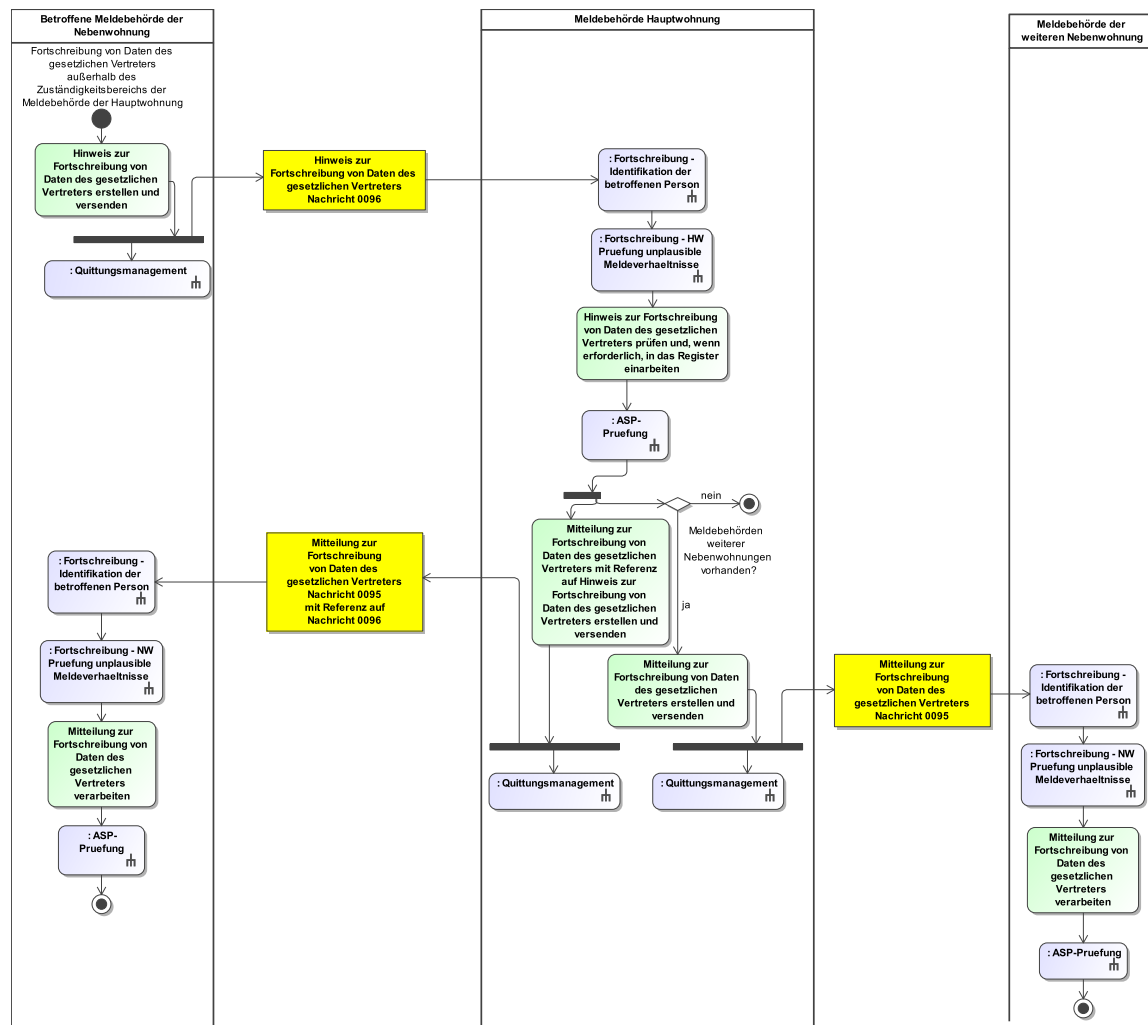 Betroffene Meldebehörde der
Nebenwohnung
Fortschreibung von Daten des
gesetzlichen Vertreters
außerhalb des
Zuständigkeitsbereichs der
Meldebehörde der Hauptwohnung
Hinweis zur
Fortschreibung von
Daten des gesetzlichen
Vertreters erstellen und
versenden
: Quittungsmanagement
Hinweis zur
Fortschreibung von Daten des
gesetzlichen Vertreters
Nachricht 0096
Meldebehörde Hauptwohnung
: Fortschreibung -
Identifikation der
betroffenen Person
: Fortschreibung - HW
Pruefung unplausible
Meldeverhaeltnisse
Hinweis zur Fortschreibung
von Daten des gesetzlichen
Vertreters prüfen und, wenn
erforderlich, in das Register
einarbeiten
: ASP-
Pruefung
nein
Meldebehörden
weiterer
Nebenwohnungen
vorhanden?
ja
Mitteilung zur
Fortschreibung von
Daten des gesetzlichen
Vertreters mit Referenz
auf Hinweis zur
Fortschreibung von
Daten des gesetzlichen
Vertreters erstellen und
versenden
Mitteilung zur
Fortschreibung von Daten
des gesetzlichen
Vertreters erstellen und
versenden
: Quittungsmanagement
: Quittungsmanagement
Mitteilung zur
Fortschreibung
von Daten des
gesetzlichen Vertreters
Nachricht 0095
mit Referenz auf
Nachricht 0096
: Fortschreibung -
Identifikation der
betroffenen Person
: Fortschreibung - NW
Pruefung unplausible
Meldeverhaeltnisse
Mitteilung zur
Fortschreibung von
Daten des
gesetzlichen
Vertreters
verarbeiten
: ASP-
Pruefung
Mitteilung zur
Fortschreibung
von Daten des
gesetzlichen Vertreters
Nachricht 0095
Meldebehörde der
weiteren Nebenwohnung
: Fortschreibung -
Identifikation der
betroffenen Person
: Fortschreibung - NW
Pruefung unplausible
Meldeverhaeltnisse
Mitteilung zur
Fortschreibung von
Daten des
gesetzlichen
Vertreters
verarbeiten
: ASP-Pruefung